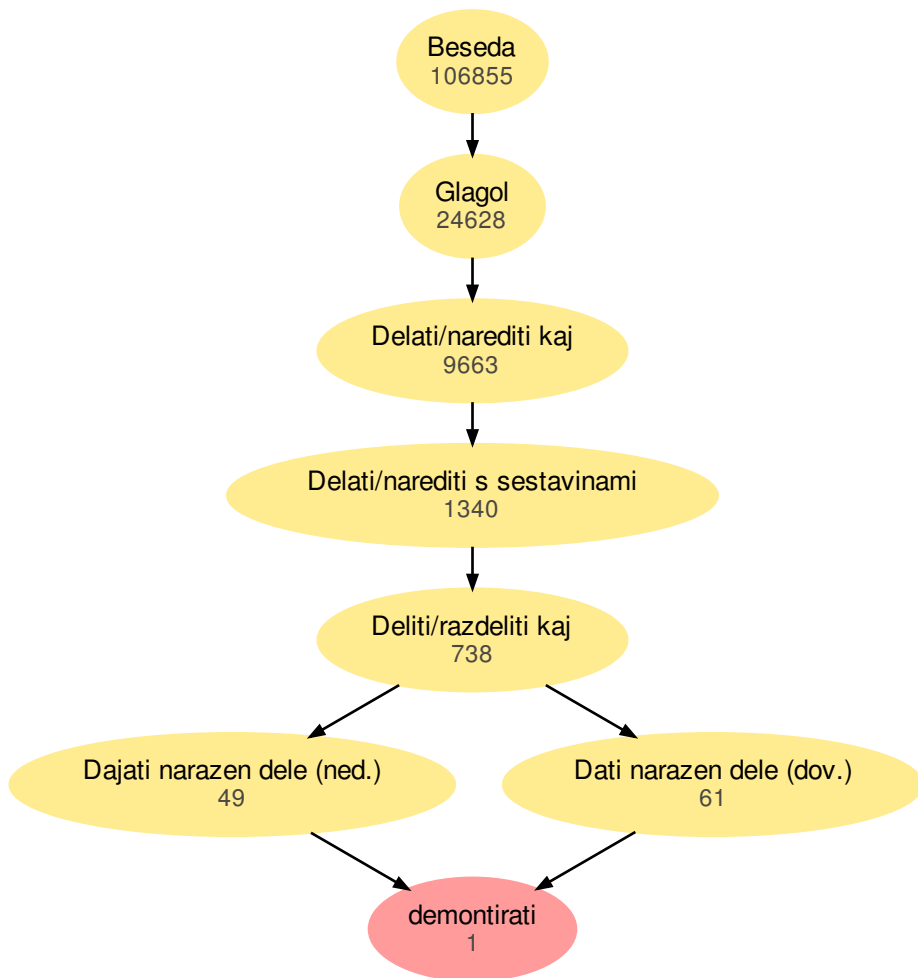 Beseda
106855
Glagol
24628
Delati/narediti kaj
9663
Delati/narediti s sestavinami
1340
Deliti/razdeliti kaj
738
Dajati narazen dele (ned.)
49
Dati narazen dele (dov.)
61
demontirati
1